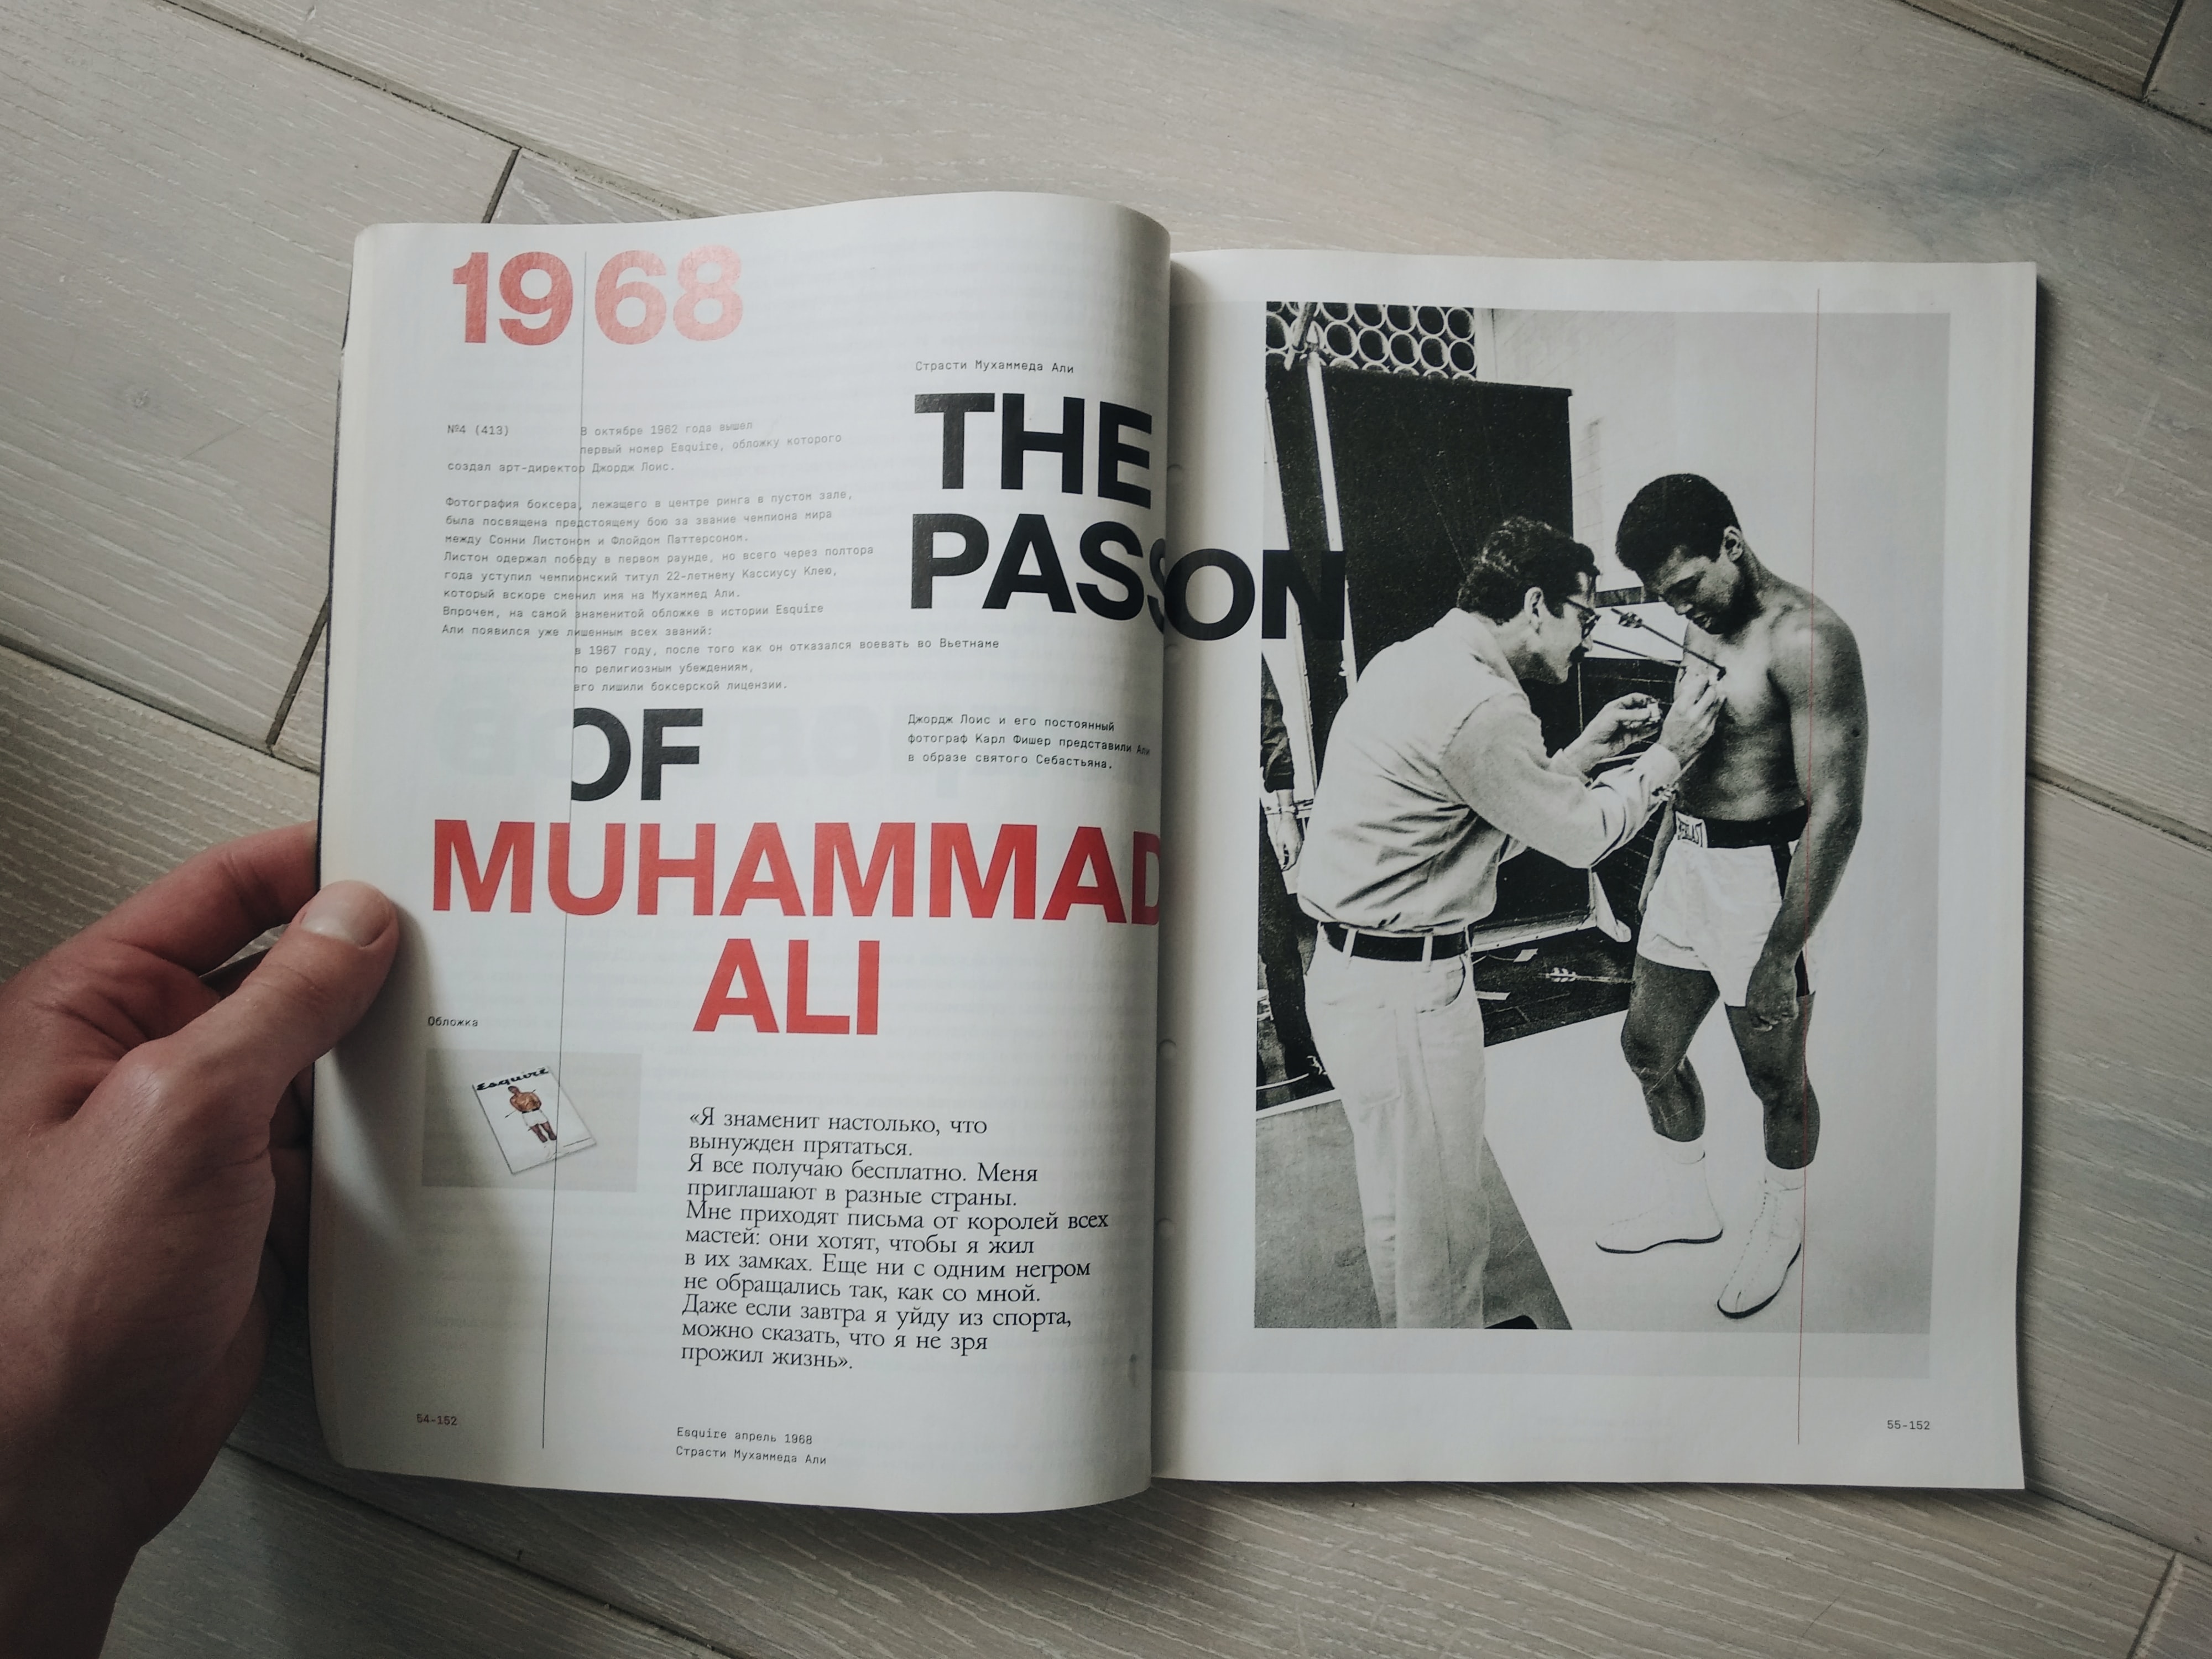 1968
Страсти Мухаммеда Али
THE
PASSON
№4 (413) В октябре 1962 года вышел
первый номер Esquire, обложку которого
создал арт-директор Джордж Лоис.
Фотография боксера, лежащего в центре ринга в пустом зале,
была посвящена предстоящему бою за звание чемпиона мира
между Сонни Листоном и Флойдом Паттерсоном.
Листон одержал победу в первом раунде, но всего через полтора
года уступил чемпионский титул 22-летнему Кассиусу Клею,
который вскоре сменил имя на Мухаммед Али.
Впрочем, на самой знаменитой обложке в истории Esquire
Али появился уже лишенным всех званий:
в 1967 году, после того как он отказался воевать во Вьетнаме
по религиозным убеждениям,
его лишили боксерской лицензии.
OF
Джордж Лоис и его постоянный
фотограф Карл Фишер представили Али
в образе святого Себастьяна.
MUHAMMAD
ALI
Обложка
Esquire
«Я знаменит настолько, что
вынужден прятаться.
Я все получаю бесплатно. Меня
приглашают в разные страны.
Мне приходят письма от королей всех
мастей: они хотят, чтобы я жил
в их замках. Еще ни с одним негром
не обращались так, как со мной.
Даже если завтра я уйду из спорта,
можно сказать, что я не зря
прожил жизнь».
54-152
Esquire апрель 1968
Страсти Мухаммеда Али
EVERLAST
55-152